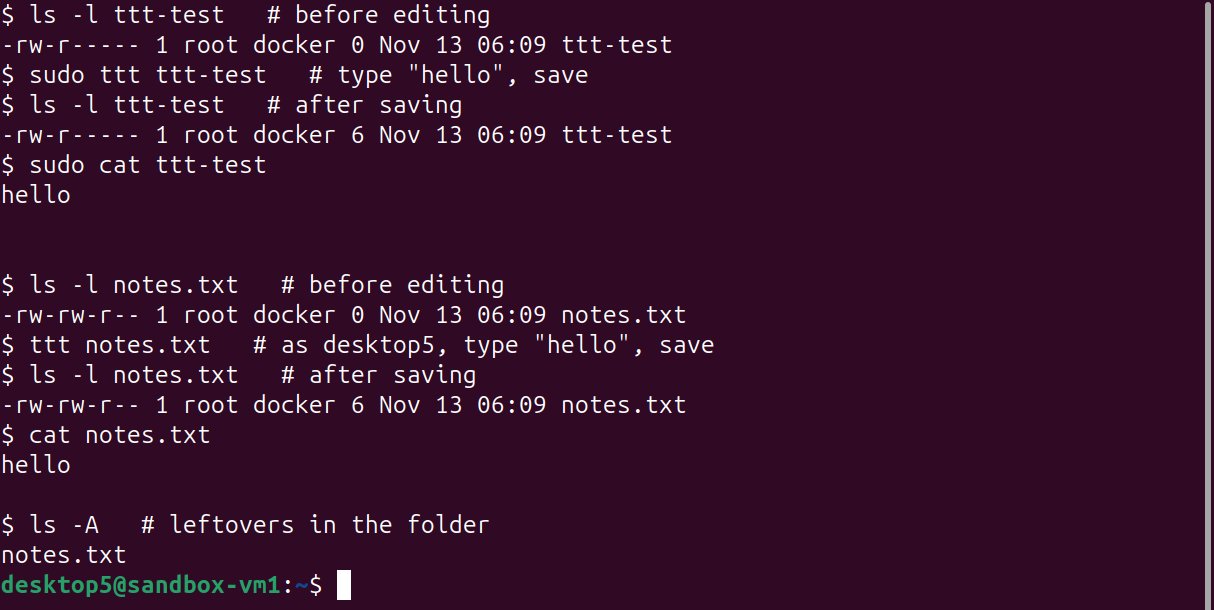 $ ls -l ttt-test   # before editing
-rw-r----- 1 root docker 0 Nov 13 06:09 ttt-test
$ sudo ttt ttt-test   # type "hello", save
$ ls -l ttt-test   # after saving
-rw-r----- 1 root docker 6 Nov 13 06:09 ttt-test
$ sudo cat ttt-test
hello
$ ls -l notes.txt   # before editing
-rw-rw-r-- 1 root docker 0 Nov 13 06:09 notes.txt
$ ttt notes.txt   # as desktop5, type "hello", save
$ ls -l notes.txt   # after saving
-rw-rw-r-- 1 root docker 6 Nov 13 06:09 notes.txt
$ cat notes.txt
hello
$ ls -A   # leftovers in the folder
notes.txt
desktop5@sandbox-vm1:~$